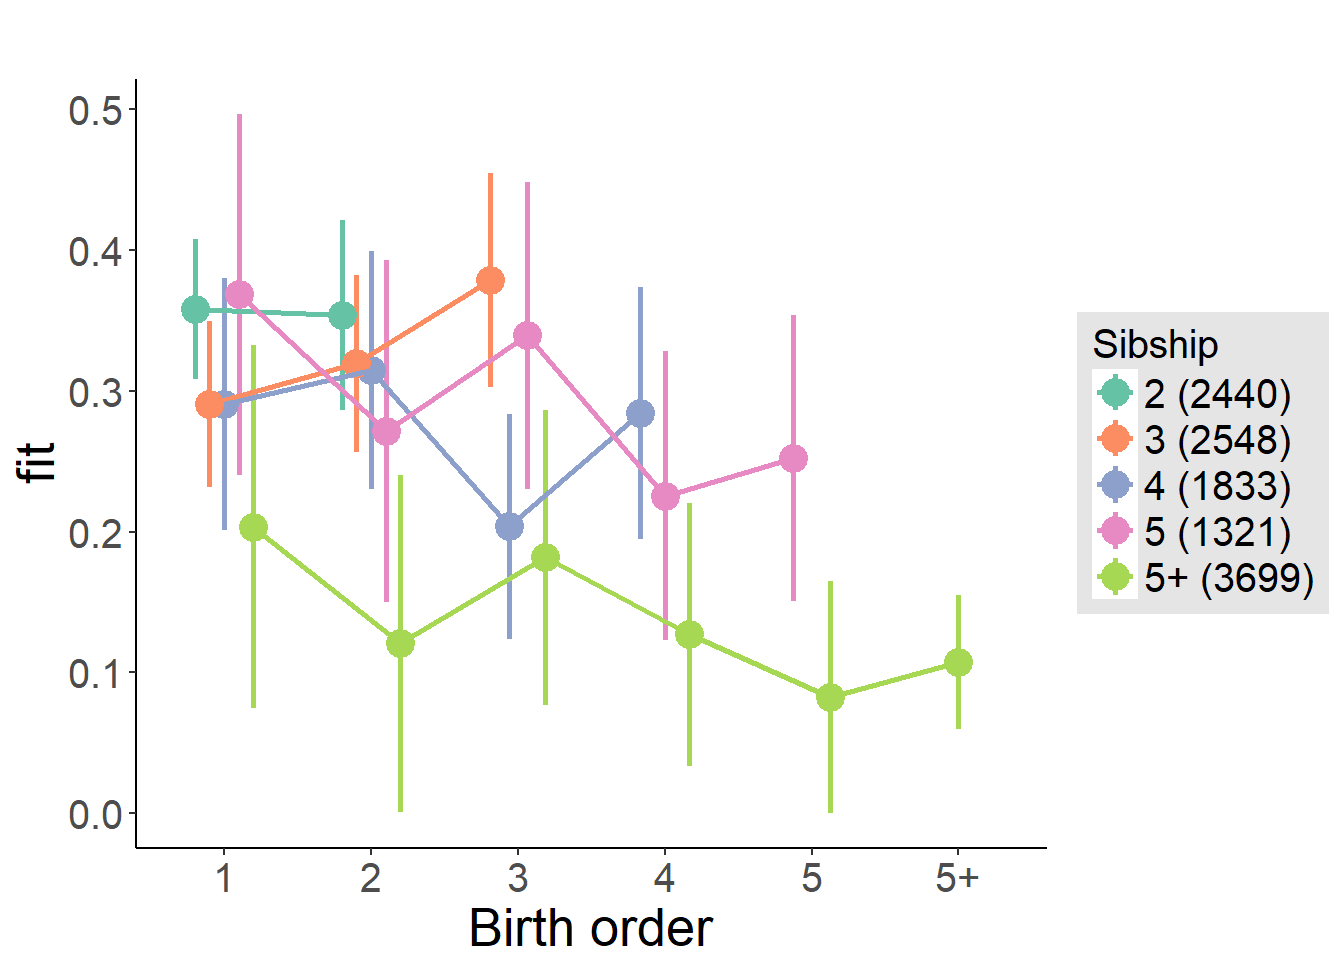 0.5
0.4
0.3
0.2
0.1
0.0
fit
1 2 3 4 5 5+
Birth order
Sibship
2 (2440)
3 (2548)
4 (1833)
5 (1321)
5+ (3699)